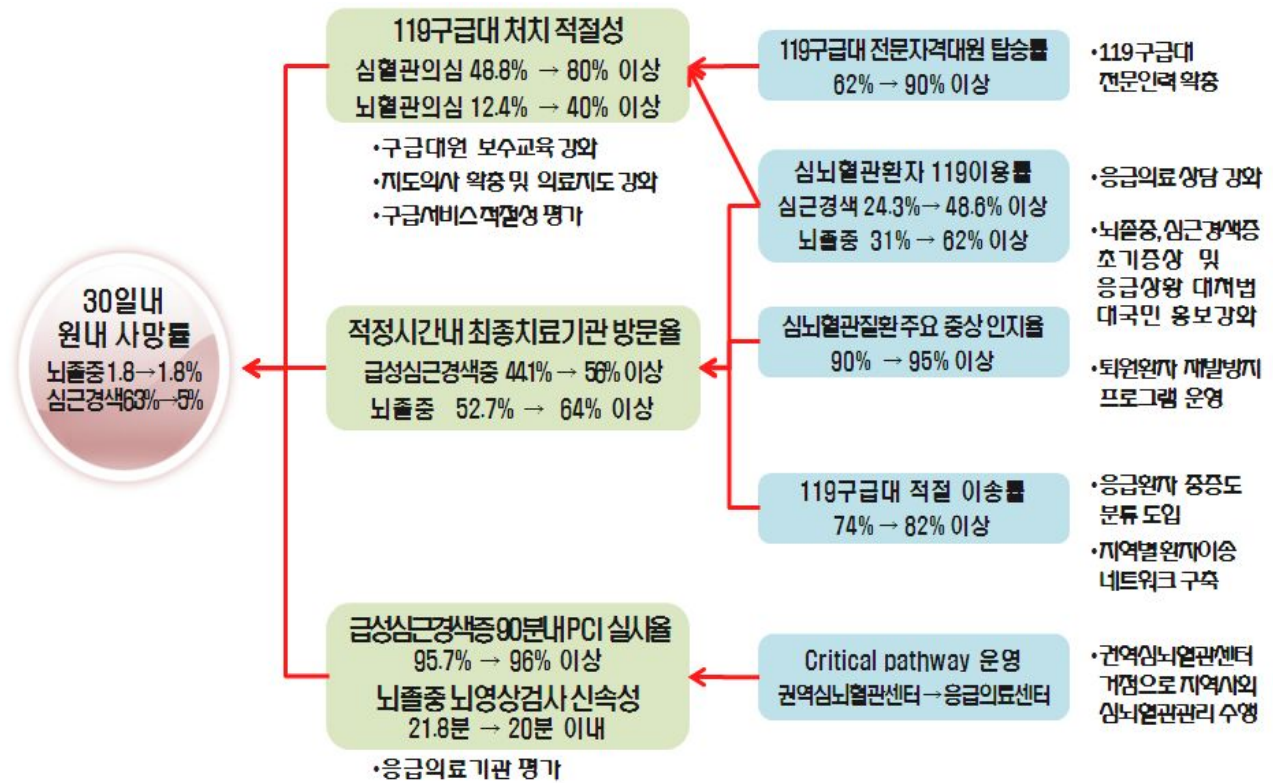 119구급대 처치 적절성
심혈관의심 48.8% → 80% 이상
뇌혈관의심 12.4% → 40% 이상
•구급대원 보수교육 강화
•지도의사 확충 및 의료지도 강화
•구급서비스 적절성 평가
30일내
원내 사망률
뇌졸중 1.8→1.8%
심근경색 63%→5%
적정시간내 최종치료기관 방문율
급성심근경색중 44.1% → 56% 이상
뇌졸중 52.7% → 64% 이상
급성심근경색증 90분내 PCI 실시율
95.7% → 96% 이상
뇌졸중 뇌영상검사 신속성
21.8분 → 20분 이내
•응급의료기관 평가
119구급대 전문자격대원 탑승률
62% → 90% 이상
심뇌혈관환자 119이용률
심근경색 24.3% → 48.6% 이상
뇌졸중 31% → 62% 이상
심뇌혈관질환 주요 중상 인지율
90% → 95% 이상
119구급대 적절 이송률
74% → 82% 이상
Critical pathway 운영
권역심뇌혈관센터→응급의료센터
•119구급대
전문인력 확충
•응급의료 상담 강화
•뇌졸중, 심근경색증
초기증상 및
응급상황 대처법
대국민 홍보강화
•퇴원환자 재발방지
프로그램 운영
•응급환자 중증도
분류 도입
•지역별 환자이송
네트워크 구축
•권역심뇌혈관센터
거점으로 지역사회
심뇌혈관관리 수행